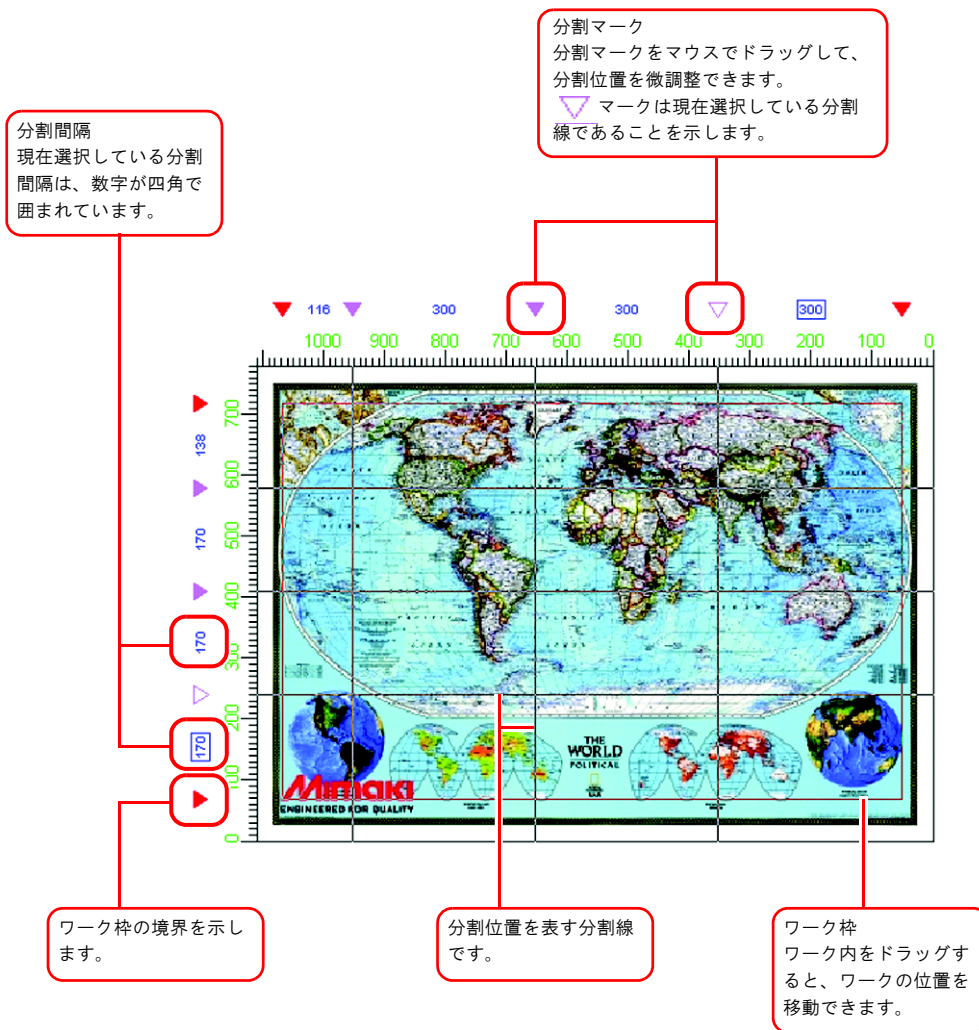 分割マーク
分割マークをマウスでドラッグして、
分割位置を微調整できます。
マークは現在選択している分割
線であることを示します。
分割間隔
現在選択している分割
間隔は、数字が四角で
囲まれています。
116 300 300 300
1000 900 800 700 600 500 400 300 200 100 0
700
138
600
170
500
400
170
300
200
170
100
0
THE
WORLD
POLITICAL
Mimaki
ENGINEERED FOR QUALITY
ワーク枠の境界を示し
ます。
分割位置を表す分割線
です。
ワーク枠
ワーク内をドラッグす
ると、ワークの位置を
移動できます。